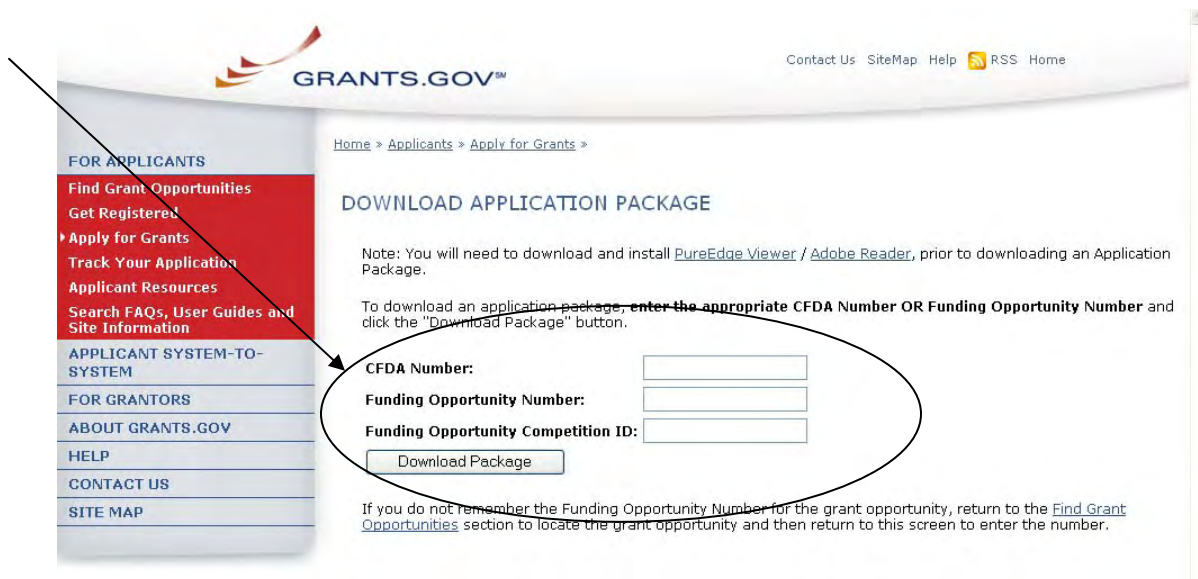 GRANTS.GOV℠
Contact Us SiteMap Help RSS Home
Home » Applicants » Apply for Grants »
FOR APPLICANTS
Find Grant Opportunities
Get Registered
Apply for Grants
Track Your Application
Applicant Resources
Search FAQs, User Guides and
Site Information
APPLICANT SYSTEM-TO-
SYSTEM
FOR GRANTORS
ABOUT GRANTS.GOV
HELP
CONTACT US
SITE MAP
DOWNLOAD APPLICATION PACKAGE
Note: You will need to download and install PureEdge Viewer / Adobe Reader, prior to downloading an Application
Package.
To download an application package, enter the appropriate CFDA Number OR Funding Opportunity Number and
click the "Download Package" button.
CFDA Number:
Funding Opportunity Number:
Funding Opportunity Competition ID:
Download Package
If you do not remember the Funding Opportunity Number for the grant opportunity, return to the Find Grant
Opportunities section to locate the grant opportunity and then return to this screen to enter the number.